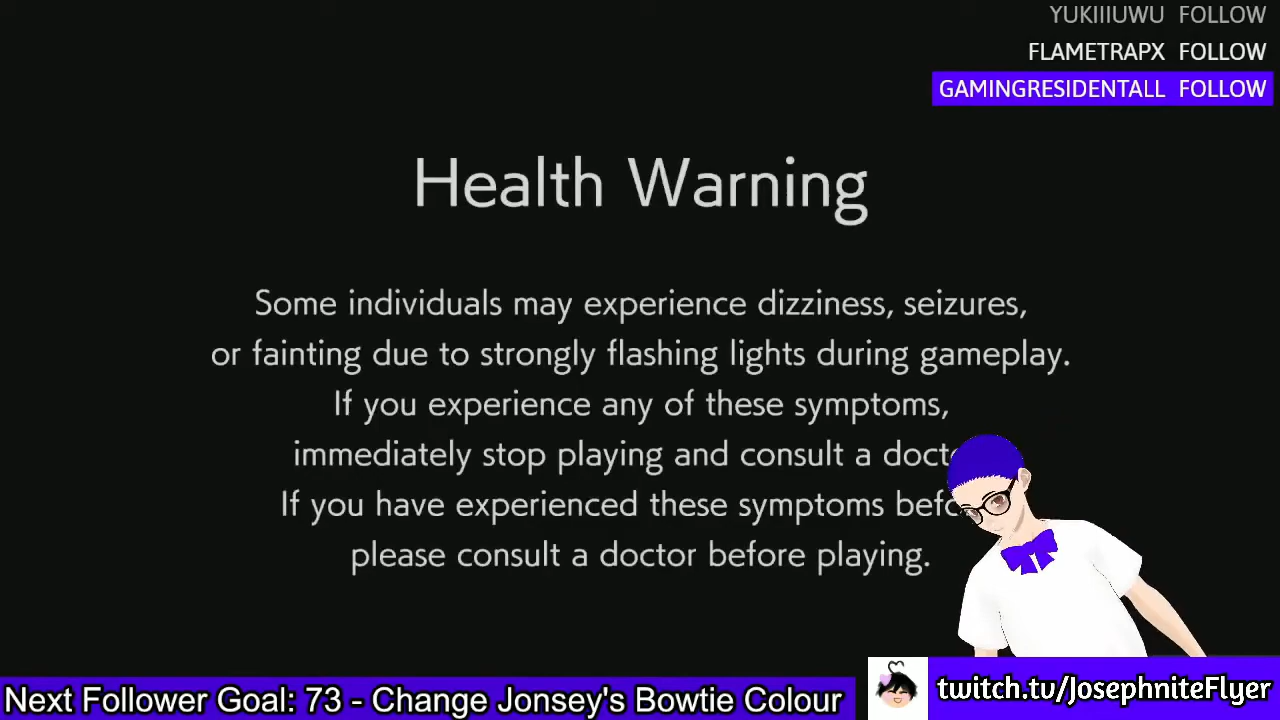 YUKIIIUWU FOLLOW
FLAMETRAPX FOLLOW
GAMINGRESIDENTALL FOLLOW
Health Warning
Some individuals may experience dizziness, seizures,
or fainting due to strongly flashing lights during gameplay.
If you experience any of these symptoms,
immediately stop playing and consult a
If you have experienced these symptoms
please consult a doctor before playing.
Next Follower Goal: 73 - Change Jonsey's Bowtie Colour
twitch.tv/JosephniteFlyer